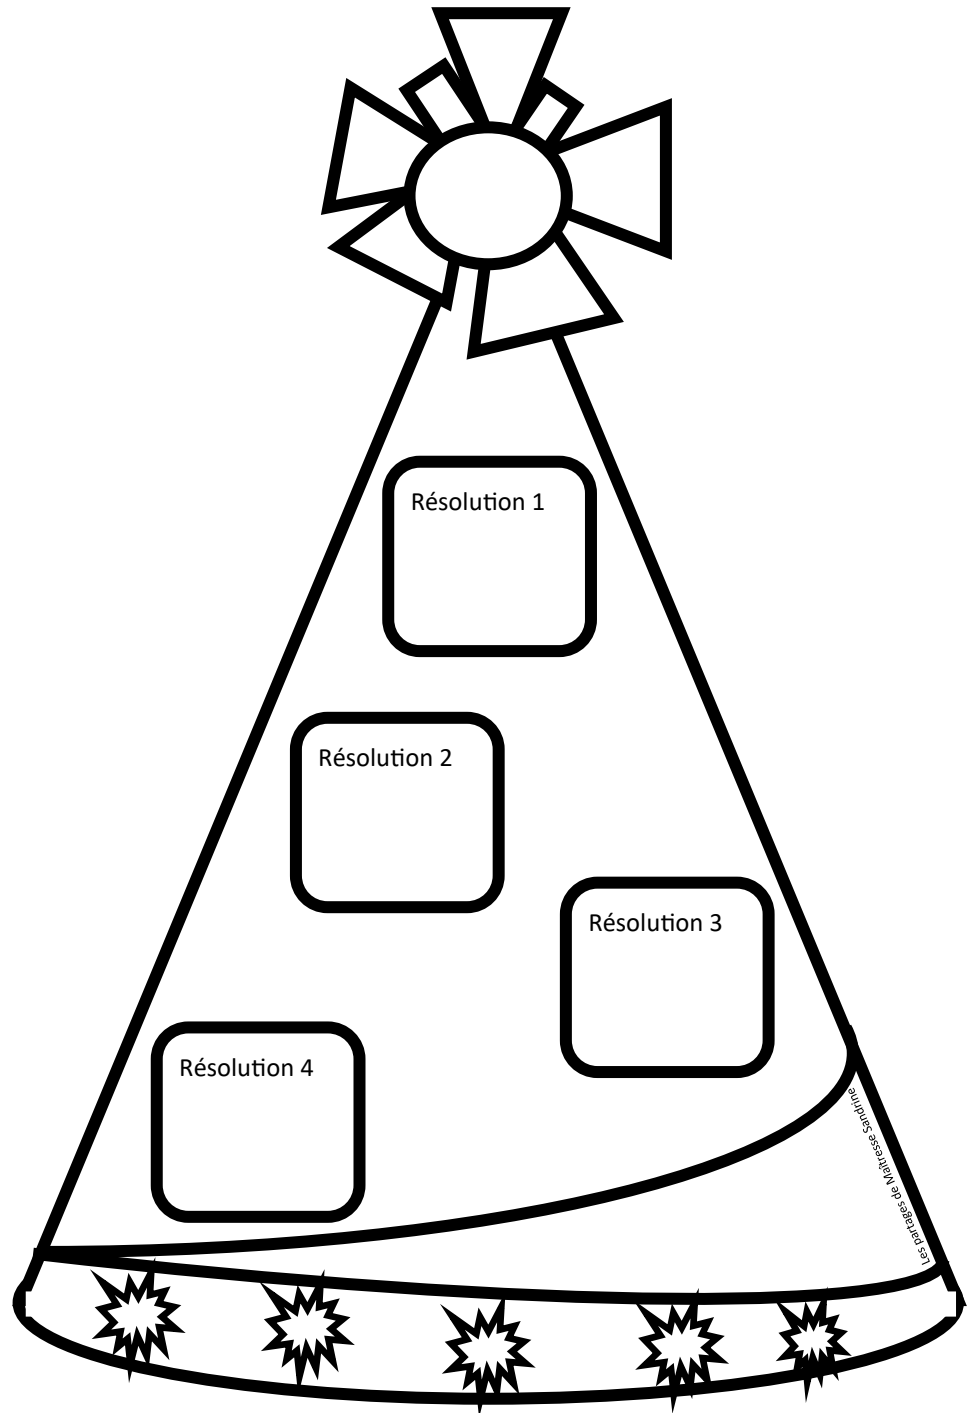 Résolution 1
Résolution 2
Résolution 3
Résolution 4
Les partages de Maîtresse Sandrine